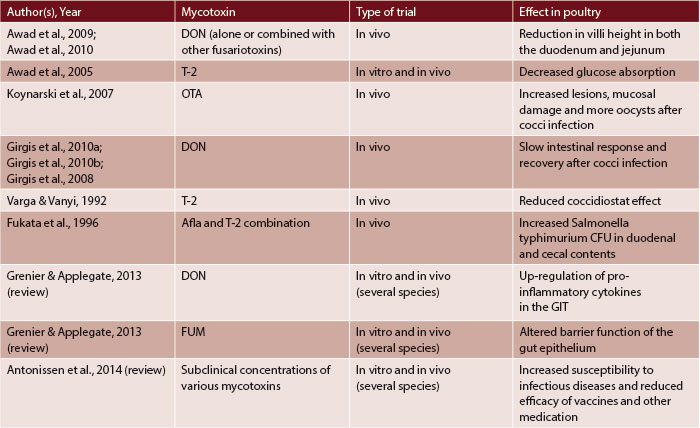 Author(s), Year Mycotoxin Type of trial Effect in poultry
Awad et al., 2009; DON (alone or combined with In vivo Reduction in villi height in both
Awad et al., 2010 other fusariotoxins) the duodenum and jejunum
Awad et al., 2005 T-2 In vitro and in vivo Decreased glucose absorption
Koynarski et al., 2007 OTA In vivo Increased lesions, mucosal
damage and more oocysts after
cocci infection
Girgis et al., 2010a; DON In vivo Slow intestinal response and
Girgis et al., 2010b; recovery after cocci infection
Girgis et al., 2008
Varga & Vanyi, 1992 T-2 In vivo Reduced coccidiostat effect
Fukata et al., 1996 Afla and T-2 combination In vivo Increased Salmonella
typhimurium CFU in duodenal
and cecal contents
Grenier & Applegate, 2013 DON In vitro and in vivo Up-regulation of pro-
(review) (several species) inflammatory cytokines
in the GIT
Grenier & Applegate, 2013 FUM In vitro and in vivo Altered barrier function of the
(review) (several species) gut epithelium
Antonissen et al., 2014 (review) Subclinical concentrations of In vitro and in vivo Increased susceptibility to
various mycotoxins (several species) infectious diseases and reduced
efficacy of vaccines and other
medication